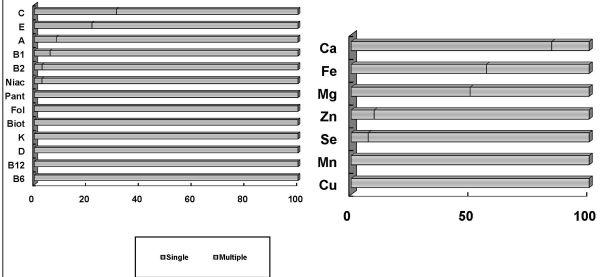 C
E
A
B1
B2
Niac
Pant
Fol
Biot
K
D
B12
B6
0 20 40 60 80 100
Ca
Fe
Mg
Zn
Se
Mn
Cu
0 50 100
Single Multiple